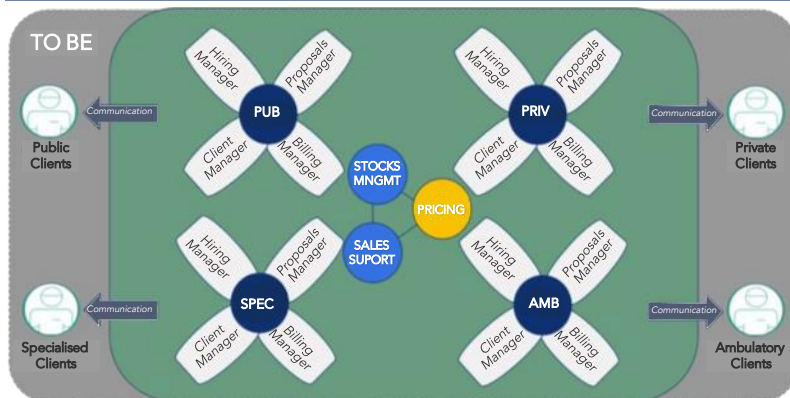 TO BE
Hiring
Manager
Proposals
Manager
PUB
Client
Manager
Billing
Manager
Hiring
Manager
Proposals
Manager
PRIV
Client
Manager
Billing
Manager
Communication
Public
Clients
Communication
Private
Clients
STOCKS
MNGMT
PRICING
SALES
SUPORT
Hiring
Manager
Proposals
Manager
SPEC
Client
Manager
Billing
Manager
Hiring
Manager
Proposals
Manager
AMB
Client
Manager
Billing
Manager
Communication
Specialised
Clients
Communication
Ambulatory
Clients